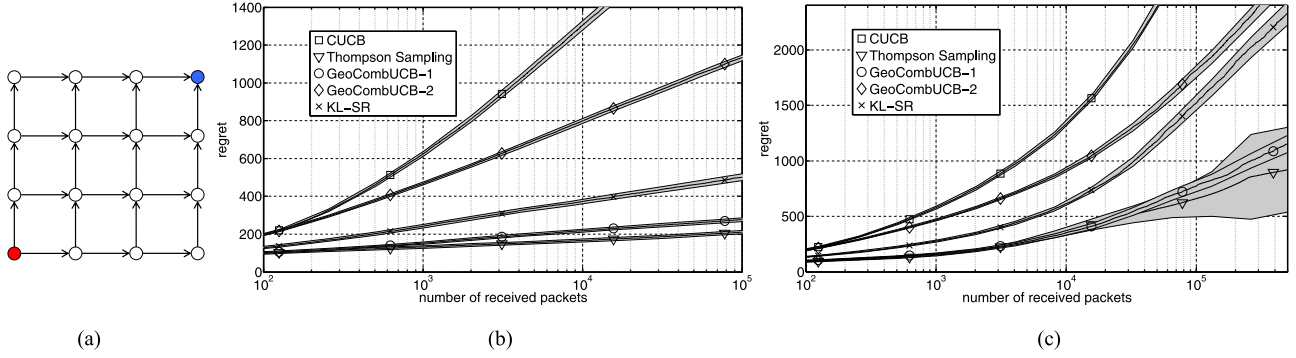 1400
1200
1000
800
600
400
200
0
regret
CUCB
Thompson Sampling
GeoCombUCB-1
GeoCombUCB-2
KL-SR
10^2
10^3
10^4
10^5
number of received packets
2000
1500
1000
500
0
regret
CUCB
Thompson Sampling
GeoCombUCB-1
GeoCombUCB-2
KL-SR
10^2
10^3
10^4
10^5
number of received packets
(a)
(b)
(c)